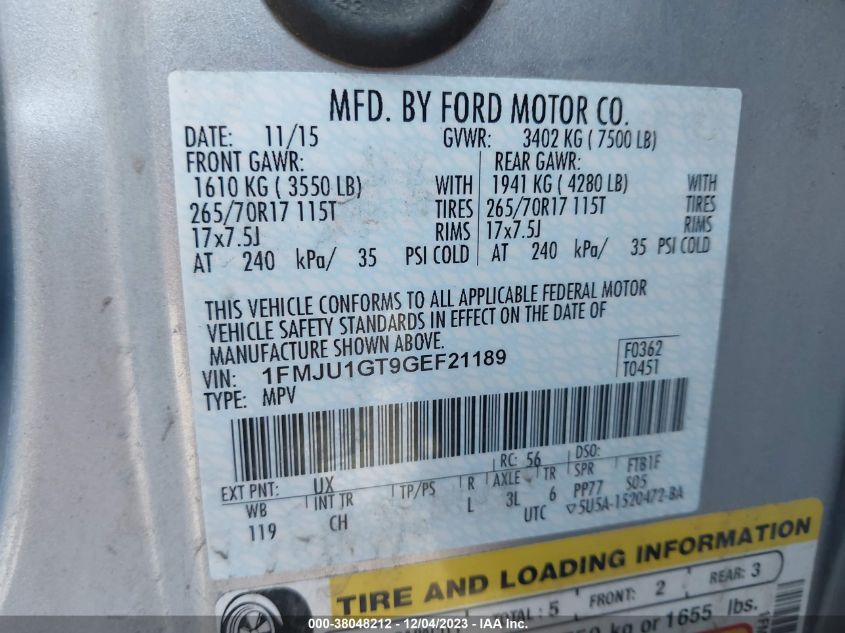 MFD. BY FORD MOTOR CO.
DATE: 11/15 GVWR: 3402 KG ( 7500 LB)
FRONT GAWR: REAR GAWR:
1610 KG ( 3550 LB) WITH 1941 KG ( 4280 LB) WITH
265/70R17 115T TIRES 265/70R17 115T TIRES
17x7.5J RIMS 17x7.5J RIMS
AT 240 kPa/ 35 PSI COLD AT 240 kPa/ 35 PSI COLD
THIS VEHICLE CONFORMS TO ALL APPLICABLE FEDERAL MOTOR
VEHICLE SAFETY STANDARDS IN EFFECT ON THE DATE OF
MANUFACTURE SHOWN ABOVE.
VIN: 1FMJU1GT9GEF21189 F0362
TYPE: MPV T0451
EXT PNT: UX RC: 56 DSO:
WB INT TR TP/PS R AXLE TR SPR FTB1F
119 CH L 3L 6 PP77 S05
UTC ▽5U5A-1520472-BA
TIRE AND LOADING INFORMATION
TOTAL: 5 FRONT: 2 REAR: 3
kg or 1655 lbs.
000-38048212 - 12/04/2023 - IAA Inc.